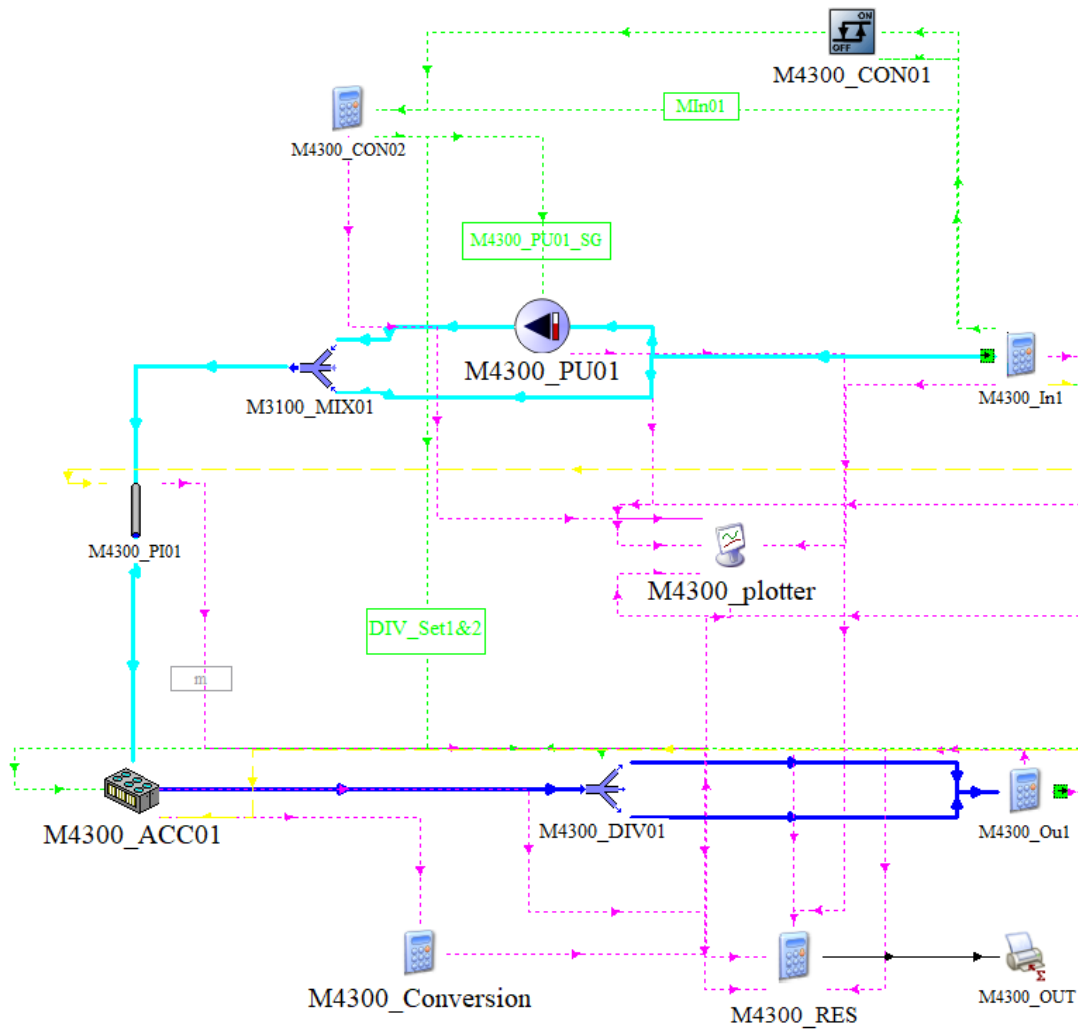 ON
OFF
M4300_CON01
MIn01
M4300_CON02
M4300_PU01_SG
M4300_PU01
M3100_MIX01
M4300_In1
M4300_PI01
M4300_plotter
DIV_Set1&2
m
M4300_ACC01
M4300_DIV01
M4300_Ou1
M4300_Conversion
M4300_RES
Σ
M4300_OUT